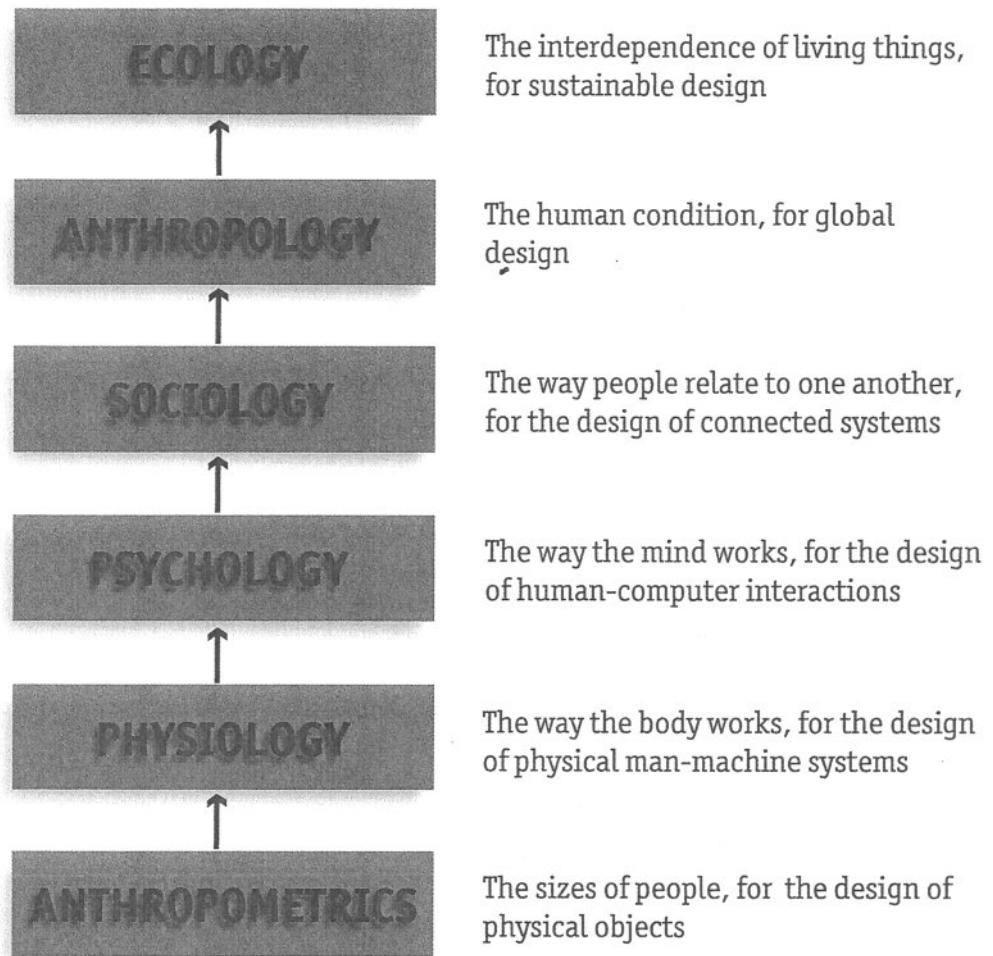 ECOLOGY
The interdependence of living things,
for sustainable design
ANTHROPOLOGY
The human condition, for global
design
SOCIOLOGY
The way people relate to one another,
for the design of connected systems
PSYCHOLOGY
The way the mind works, for the design
of human-computer interactions
PHYSIOLOGY
The way the body works, for the design
of physical man-machine systems
ANTHROPOMETRICS
The sizes of people, for the design of
physical objects